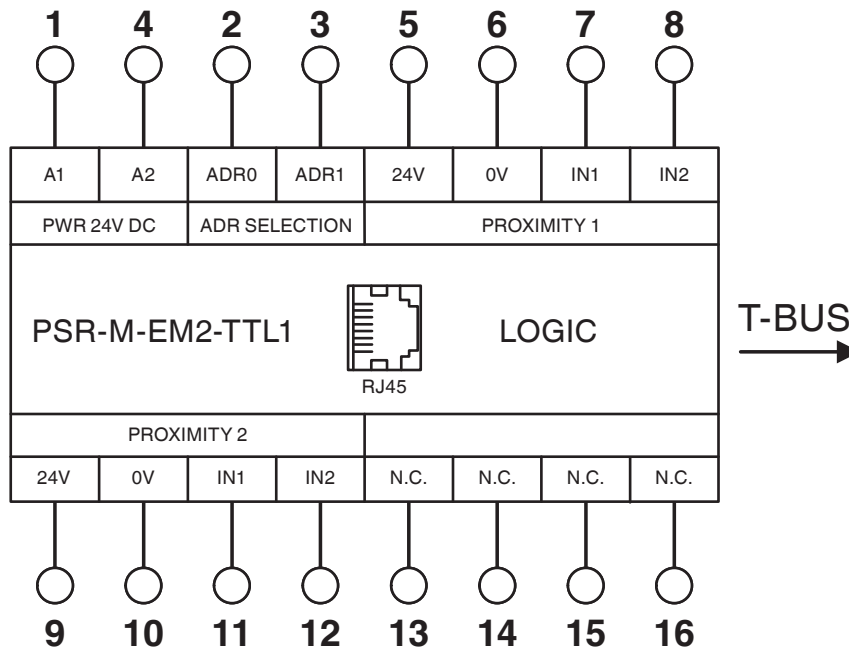 1 4 2 3 5 6 7 8
A1 A2 ADR0 ADR1 24V 0V IN1 IN2
PWR 24V DC ADR SELECTION PROXIMITY 1
PSR-M-EM2-TTL1 LOGIC T-BUS
RJ45
PROXIMITY 2
24V 0V IN1 IN2 N.C. N.C. N.C. N.C.
9 10 11 12 13 14 15 16